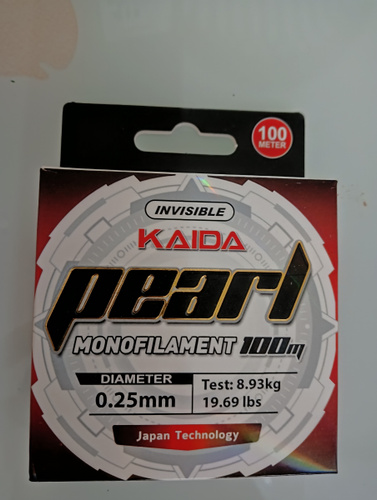 100
METER
INVISIBLE
KAIDA
pearl
MONOFILAMENT 100m
DIAMETER
0.25mm
Test: 8.93kg
19.69 lbs
Japan Technology